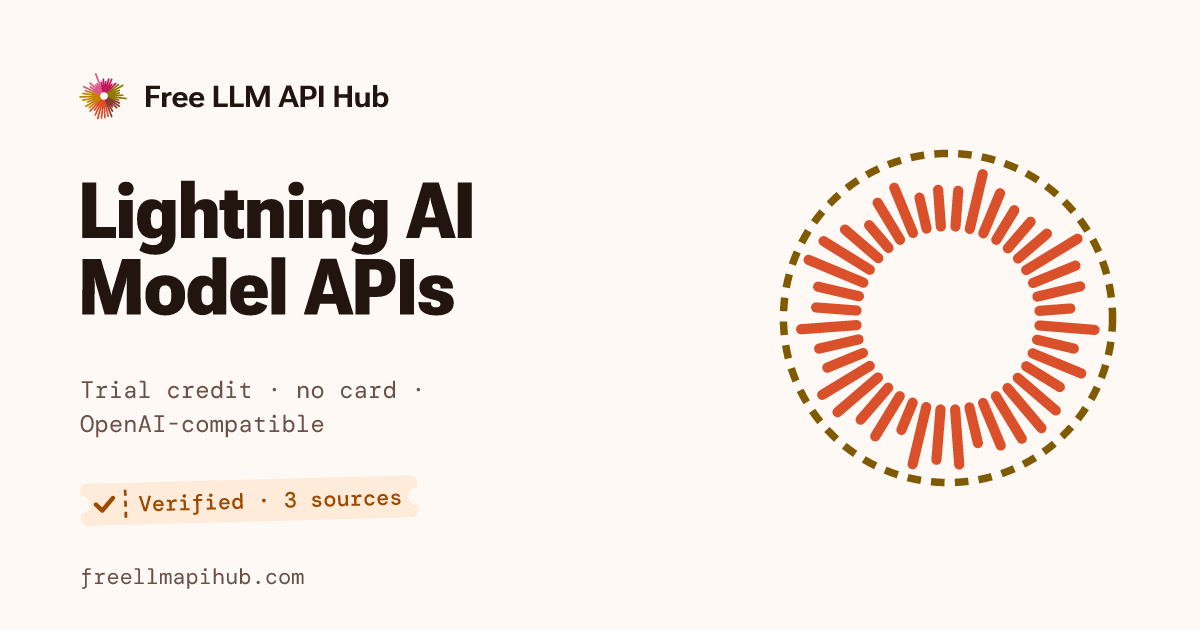 Free LLM API Hub
Lightning AI
Model APIs
Trial credit · no card ·
OpenAI-compatible
Verified · 3 sources
freellmapihub.com